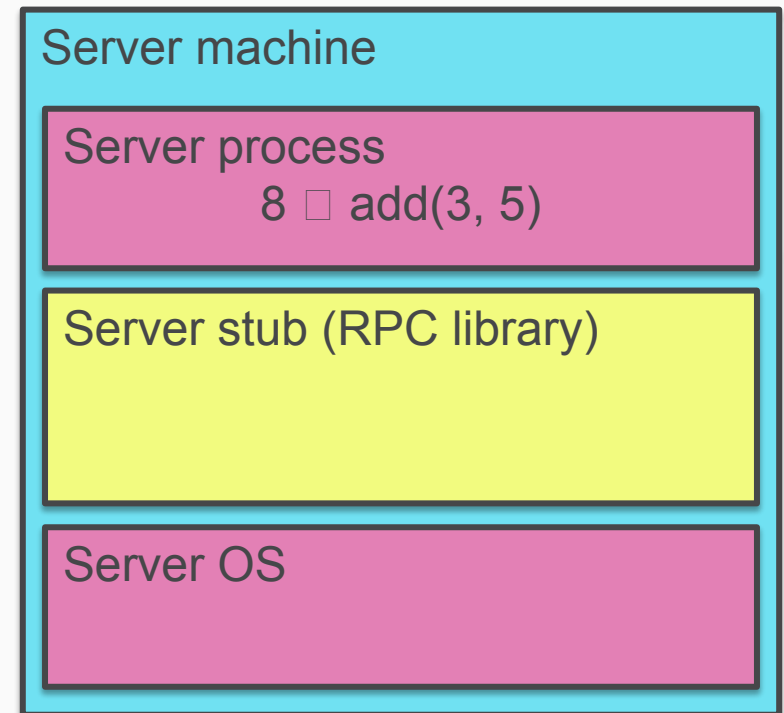 Server machine
Server process
8 □ add(3, 5)
Server stub (RPC library)
Server OS